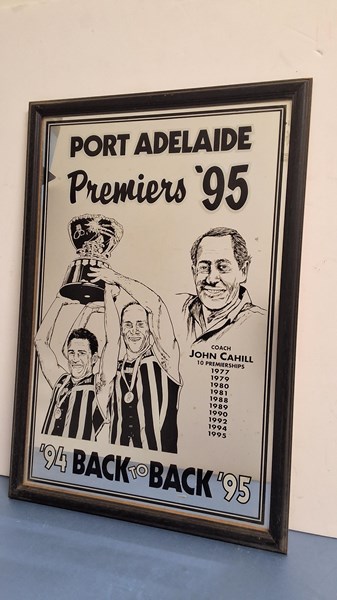 PORT ADELAIDE
Premiers '95
COACH
JOHN CAHILL
10 PREMIERSHIPS
1977
1979
1980
1981
1988
1989
1990
1992
1994
1995
'94 BACK TO BACK '95